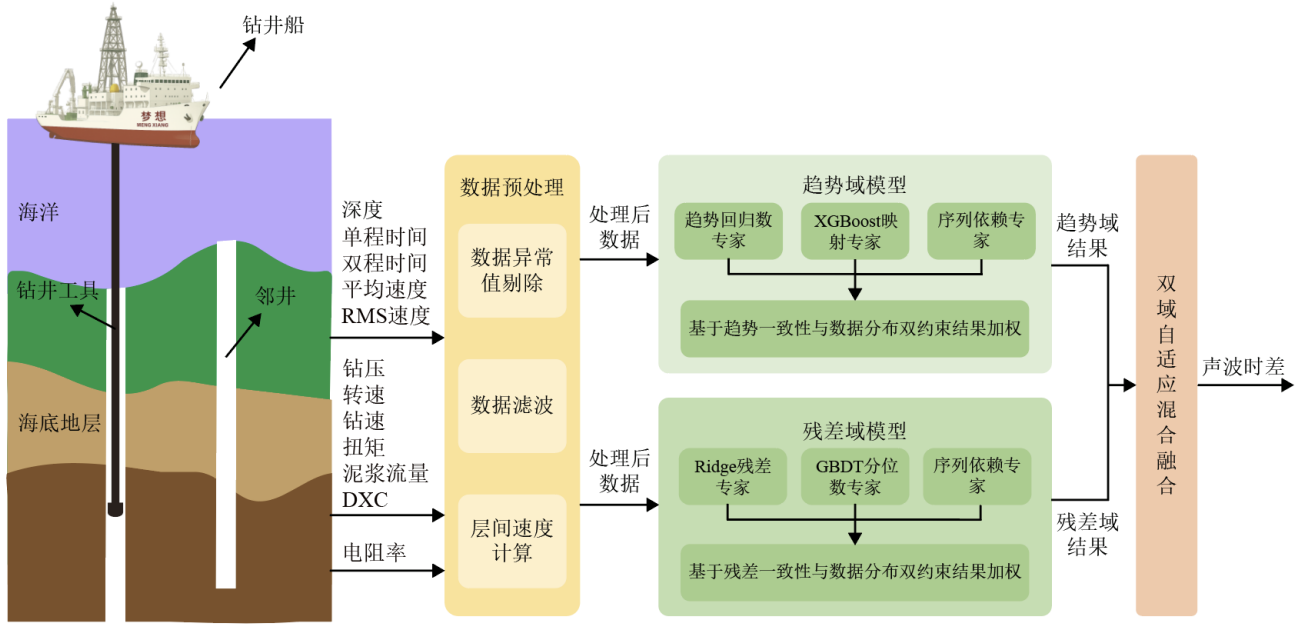 钻井船
梦想
MENG XIANG
海洋
钻井工具
邻井
海底地层
深度
单程时间
双程时间
平均速度
RMS速度
钻压
转速
钻速
扭矩
泥浆流量
DXC
电阻率
数据预处理
数据异常
值剔除
数据滤波
层间速度
计算
处理后
数据
处理后
数据
趋势域模型
趋势回归数
专家
XGBoost映
射专家
序列依赖专
家
基于趋势一致性与数据分布双约束结果加权
残差域模型
Ridge残差
专家
GBDT分位
数专家
序列依赖专
家
基于残差一致性与数据分布双约束结果加权
趋势域
结果
残差域
结果
双域自适应混合融合
声波时差